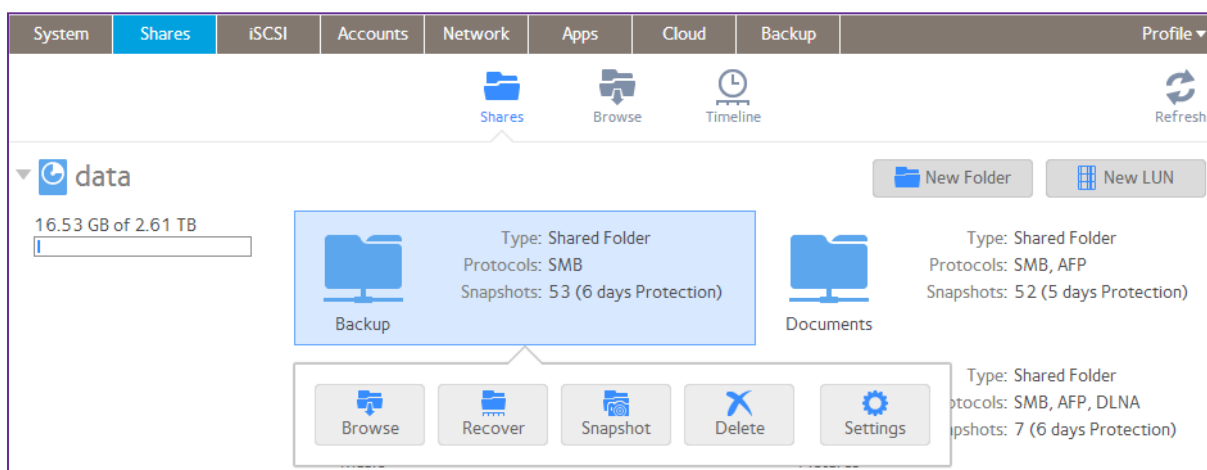 System Shares iSCSI Accounts Network Apps Cloud Backup Profile
Shares Browse Timeline Refresh
data
New Folder New LUN
16.53 GB of 2.61 TB
Type: Shared Folder
Protocols: SMB
Snapshots: 53 (6 days Protection)
Backup
Type: Shared Folder
Protocols: SMB, AFP
Snapshots: 52 (5 days Protection)
Documents
Browse Recover Snapshot Delete Settings
Type: Shared Folder
otocols: SMB, AFP, DLNA
pshots: 7 (6 days Protection)